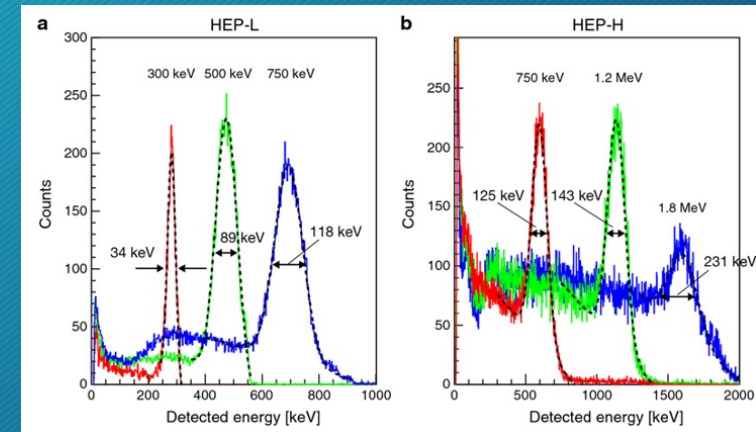 a
HEP-L
300 keV 500 keV 750 keV
34 keV
89 keV
118 keV
Counts
300
250
200
150
100
50
0
0 200 400 600 800 1000
Detected energy [keV]
b
HEP-H
750 keV 1.2 MeV
1.8 MeV
125 keV 143 keV
231 keV
Counts
250
200
150
100
50
0
0 500 1000 1500 2000
Detected energy [keV]